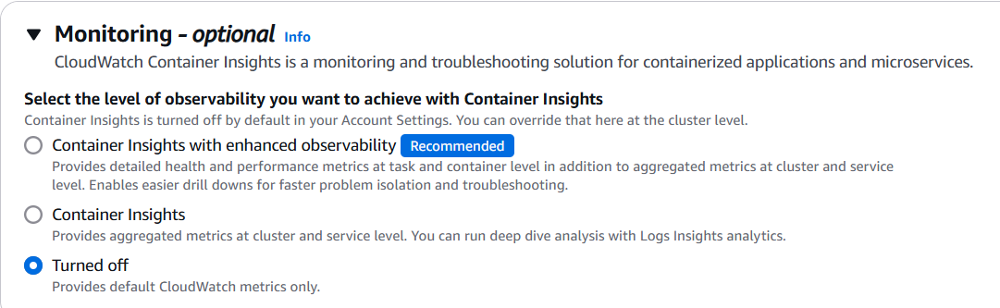 Monitoring - optional Info
CloudWatch Container Insights is a monitoring and troubleshooting solution for containerized applications and microservices.
Select the level of observability you want to achieve with Container Insights
Container Insights is turned off by default in your Account Settings. You can override that here at the cluster level.
Container Insights with enhanced observability Recommended
Provides detailed health and performance metrics at task and container level in addition to aggregated metrics at cluster and service
level. Enables easier drill downs for faster problem isolation and troubleshooting.
Container Insights
Provides aggregated metrics at cluster and service level. You can run deep dive analysis with Logs Insights analytics.
Turned off
Provides default CloudWatch metrics only.